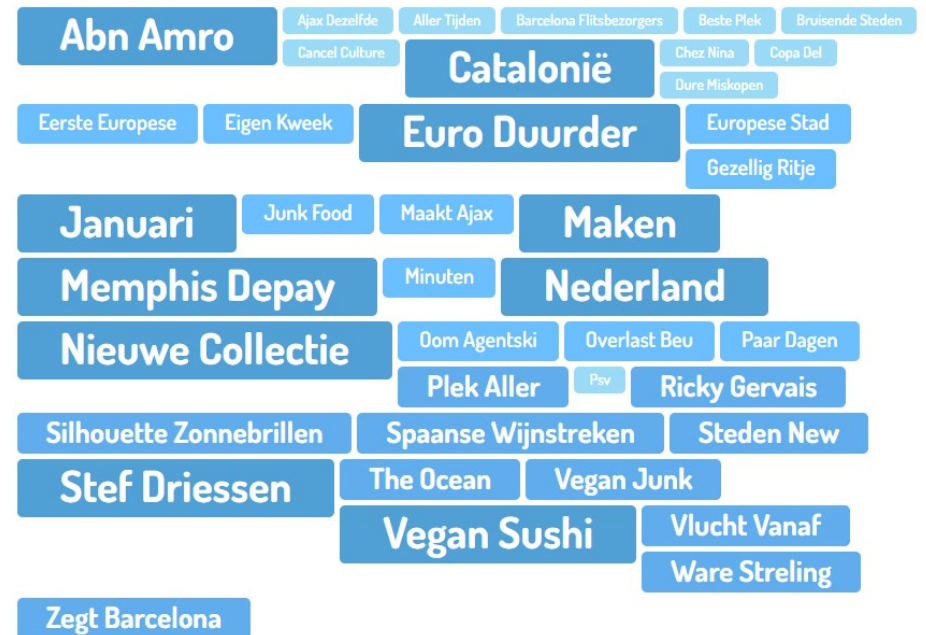 Abn Amro Ajax Dezelfde Aller Tijden Barcelona Flitsbezorgers Beste Plek Bruisende Steden
Cancel Culture Catalonië Chez Nina Copa Del
Dure Miskopen
Eerste Europese Eigen Kweek Euro Duurder Europese Stad
Gezellig Ritje
Januari Junk Food Maakt Ajax Maken
Memphis Depay Minuten Nederland
Nieuwe Collectie Oom Agentski Overlast Beu Paar Dagen
Plek Aller Psv Ricky Gervais
Silhouette Zonnebrillen Spaanse Wijnstreken Steden New
Stef Driessen The Ocean Vegan Junk
Vegan Sushi Vlucht Vanaf
Ware Streling
Zegt Barcelona